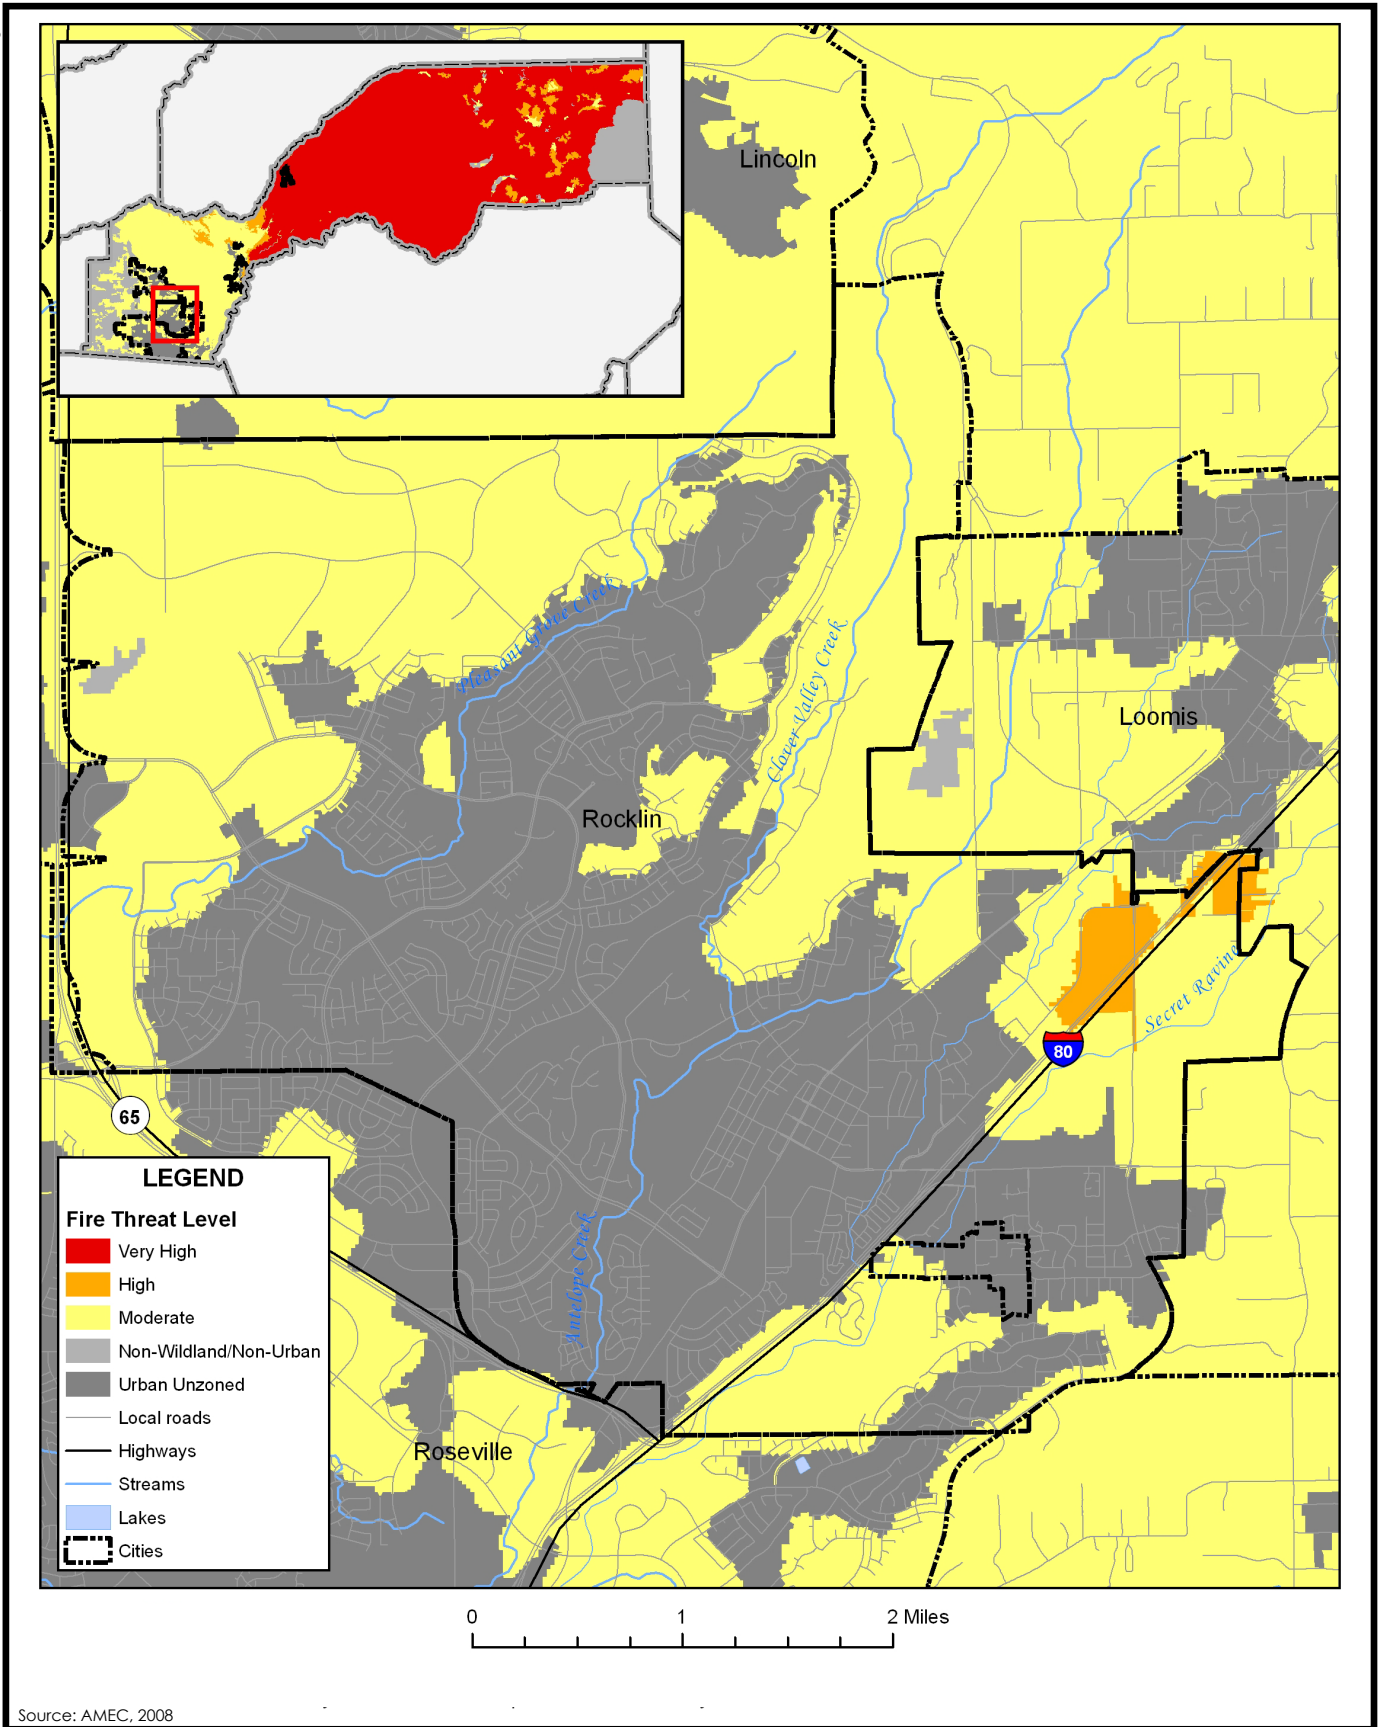 Lincoln
Pleasant Grove Creek
Clover Valley Creek
Loomis
Rocklin
Secret Ravine
80
65
Antelope Creek
Roseville
LEGEND
Fire Threat Level
Very High
High
Moderate
Non-Wildland/Non-Urban
Urban Unzoned
Local roads
Highways
Streams
Lakes
Cities
0 1 2 Miles
Source: AMEC, 2008